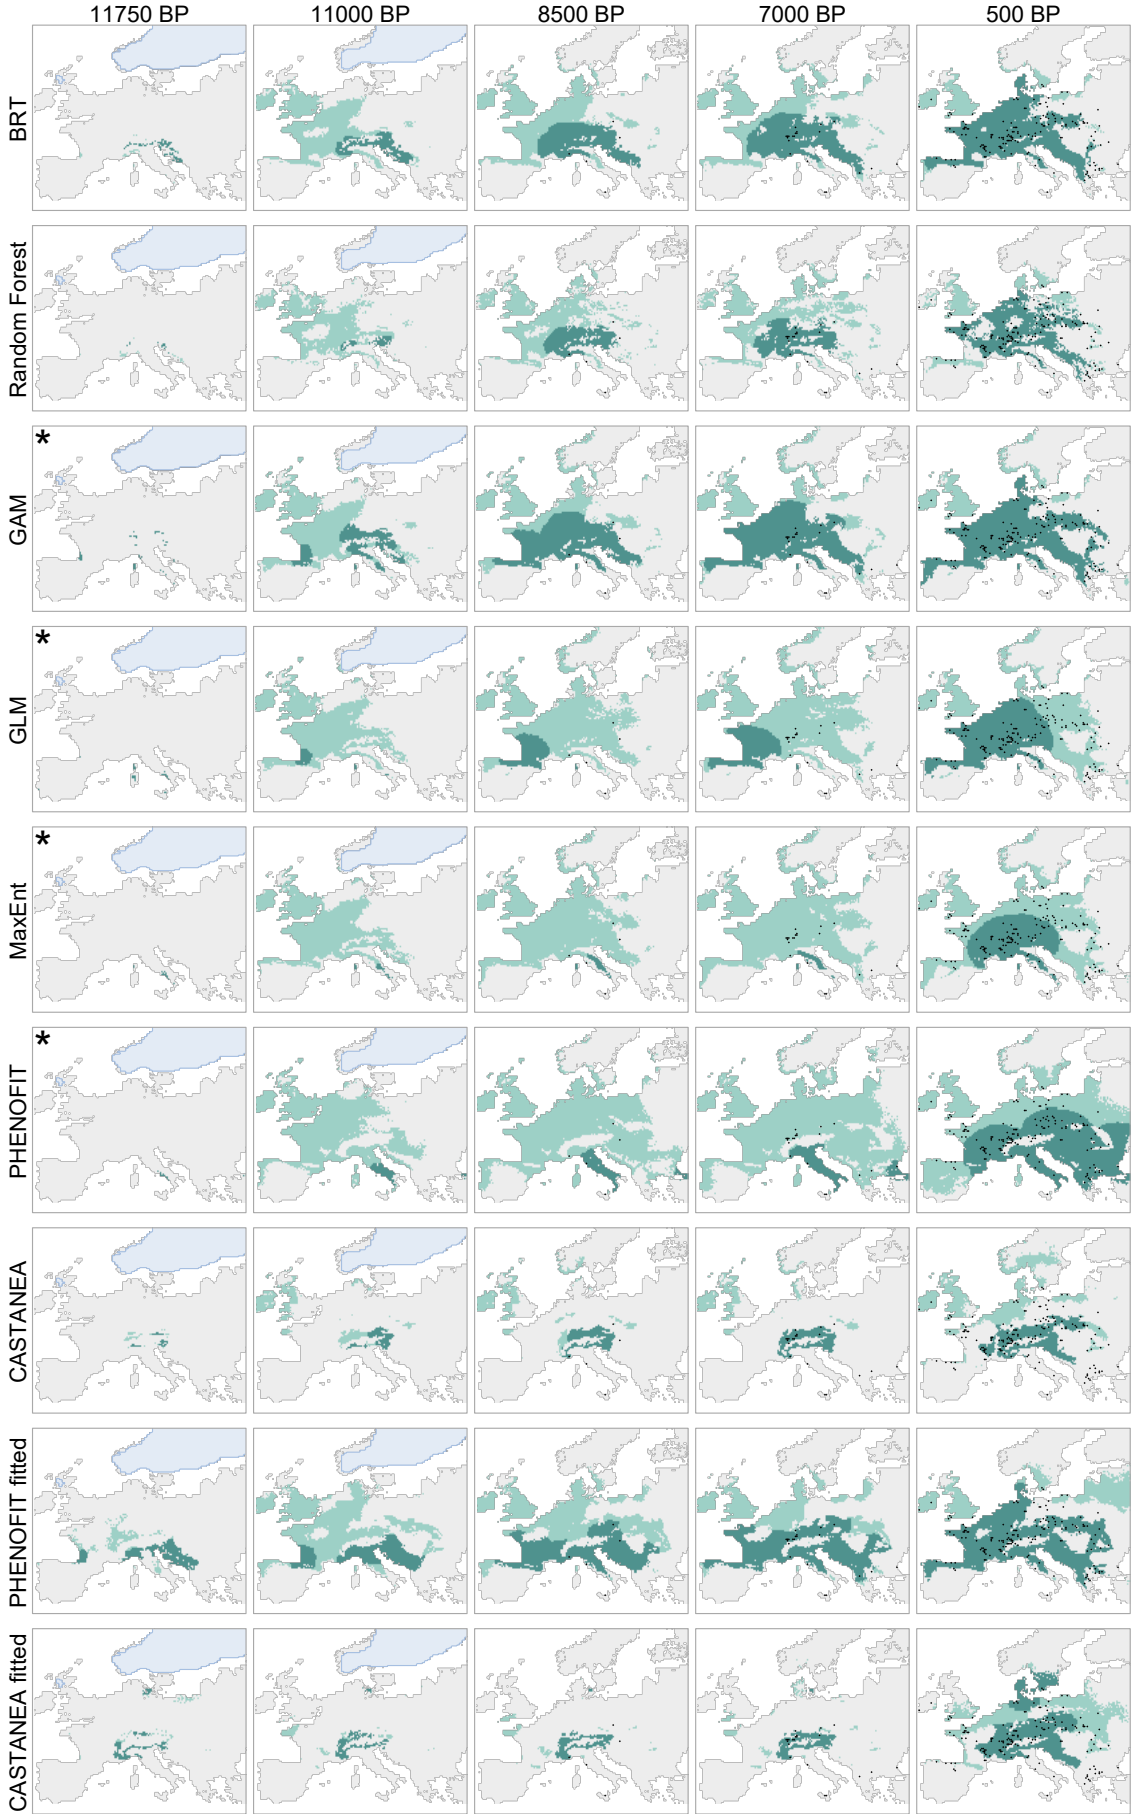 11750 BP 11000 BP 8500 BP 7000 BP 500 BP
BRT
Random Forest
*
GAM
*
GLM
*
MaxEnt
*
PHENOFIT
CASTANEA
PHENOFIT fitted
CASTANEA fitted